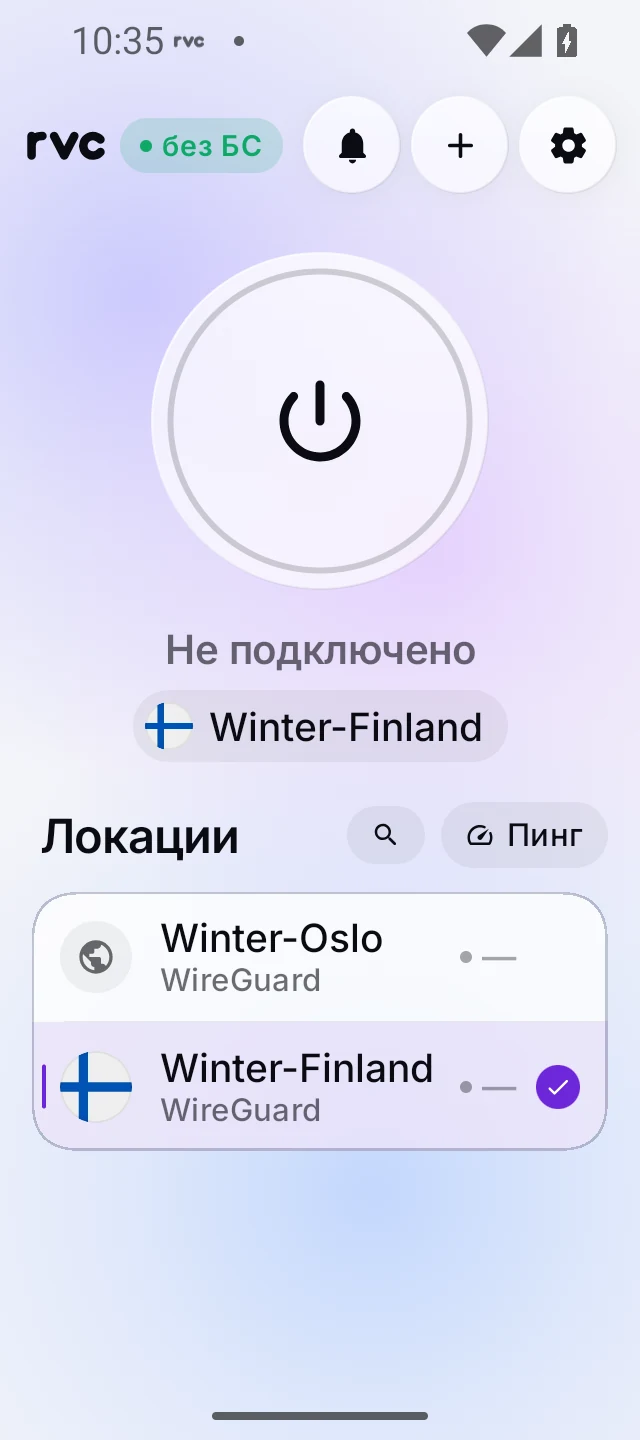 10:35 rvc
rvc
без БС
Не подключено
Winter-Finland
Локации
Пинг
Winter-Oslo
WireGuard
Winter-Finland
WireGuard